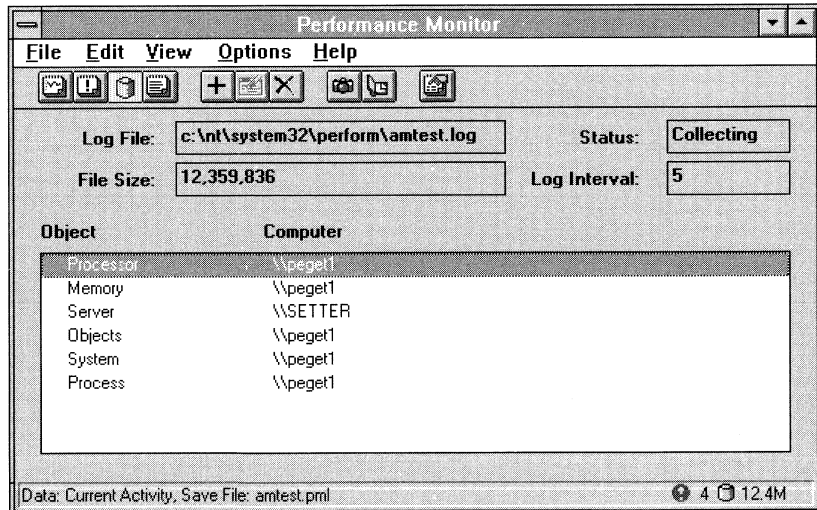 Performance Monitor
File Edit View Options Help
Log File: c:\nt\system32\perform\amtest.log Status: Collecting
File Size: 12,359,836 Log Interval: 5
Object Computer
Processor \\peget1
Memory \\peget1
Server \\SETTER
Objects \\peget1
System \\peget1
Process \\peget1
Data: Current Activity, Save File: amtest.pml 4 12.4M